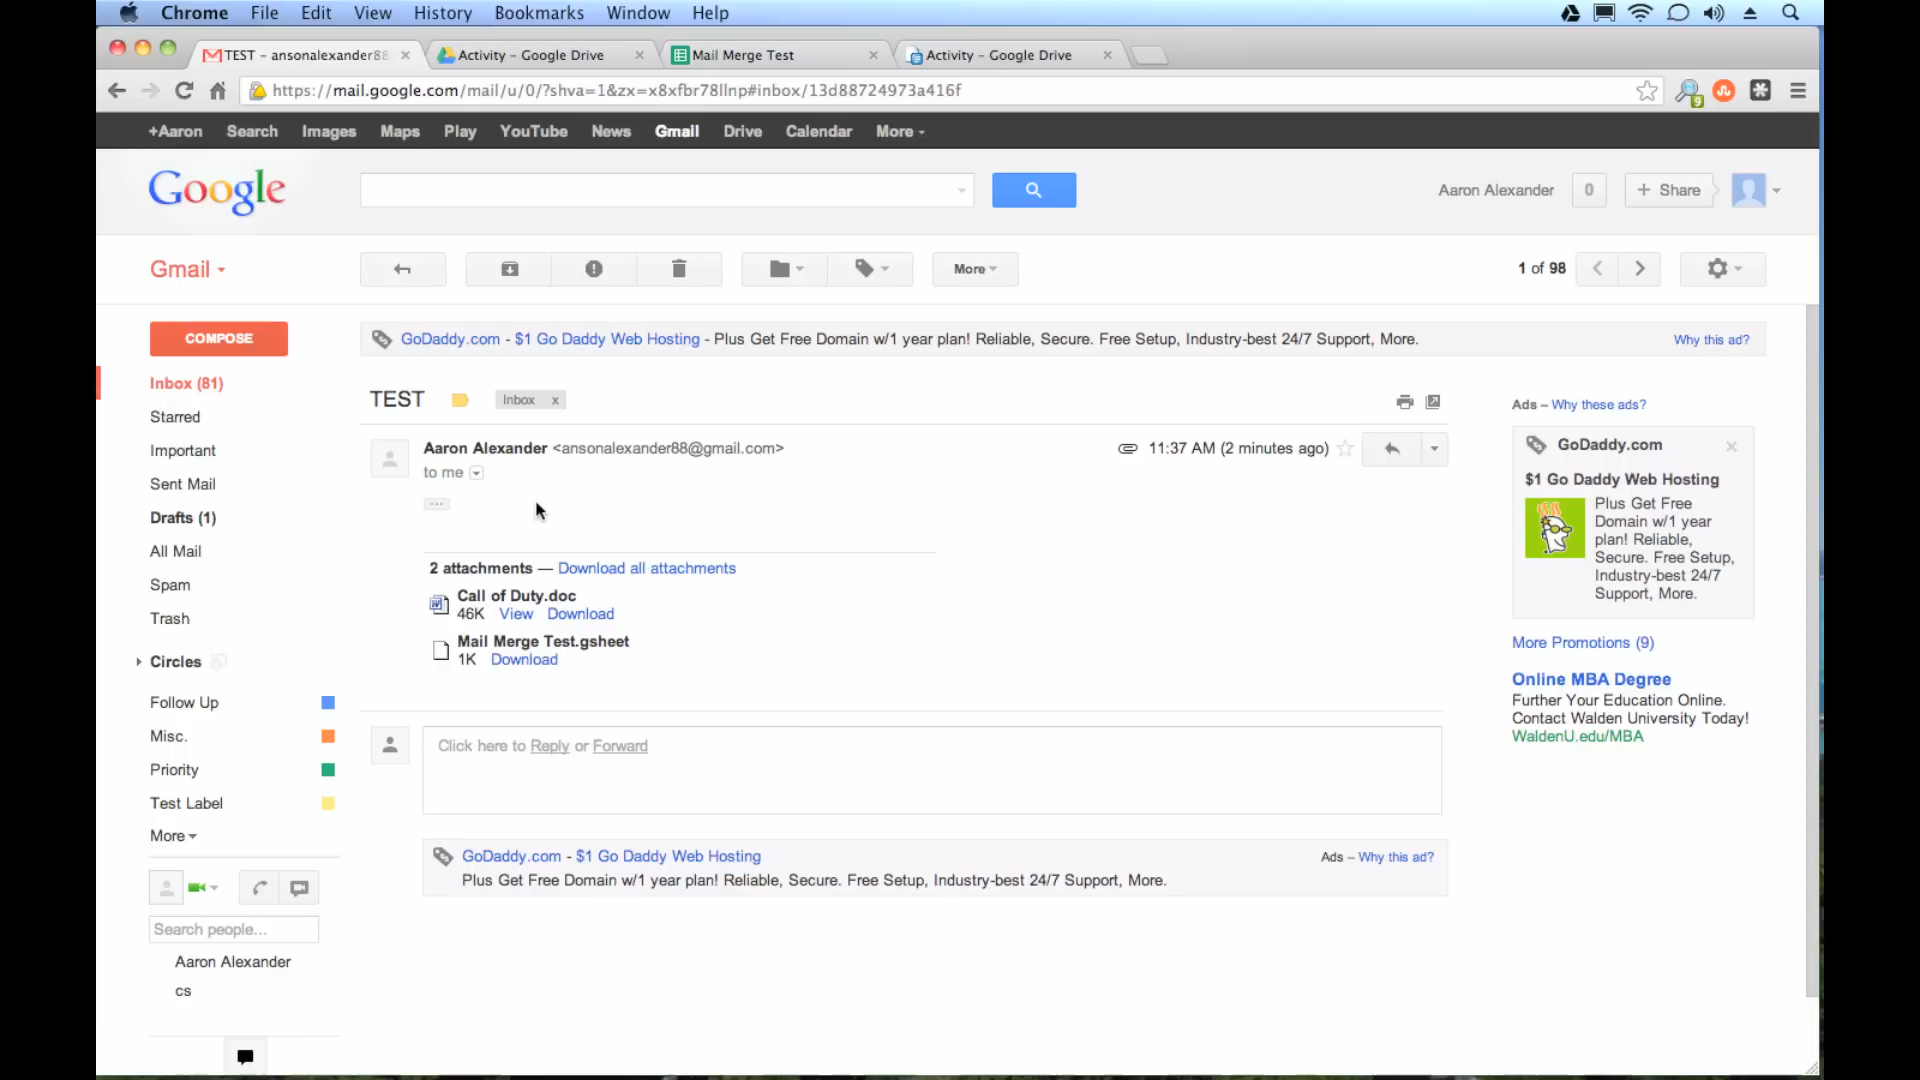 Chrome File Edit View History Bookmarks Window Help
TEST – ansonalexander88 Activity – Google Drive Mail Merge Test Activity – Google Drive
https://mail.google.com/mail/u/0/?shva=1&zx=x8xfbr78llnp#inbox/13d88724973a416f
9
+Aaron Search Images Maps Play YouTube News Gmail Drive Calendar More
Google
Aaron Alexander 0 + Share
Gmail
More
1 of 98
COMPOSE
GoDaddy.com - $1 Go Daddy Web Hosting - Plus Get Free Domain w/1 year plan! Reliable, Secure. Free Setup, Industry-best 24/7 Support, More. Why this ad?
Inbox (81)
Starred
Important
Sent Mail
Drafts (1)
All Mail
Spam
Trash
Circles
Follow Up
Misc.
Priority
Test Label
More
Search people...
Aaron Alexander
cs
TEST Inbox x
Aaron Alexander <ansonalexander88@gmail.com> 11:37 AM (2 minutes ago)
to me
...
2 attachments — Download all attachments
Call of Duty.doc
46K View Download
Mail Merge Test.gsheet
1K Download
Click here to Reply or Forward
GoDaddy.com - $1 Go Daddy Web Hosting Ads – Why this ad?
Plus Get Free Domain w/1 year plan! Reliable, Secure. Free Setup, Industry-best 24/7 Support, More.
Ads – Why these ads?
GoDaddy.com
$1 Go Daddy Web Hosting
Plus Get Free
Domain w/1 year
plan! Reliable,
Secure. Free Setup,
Industry-best 24/7
Support, More.
More Promotions (9)
Online MBA Degree
Further Your Education Online.
Contact Walden University Today!
WaldenU.edu/MBA